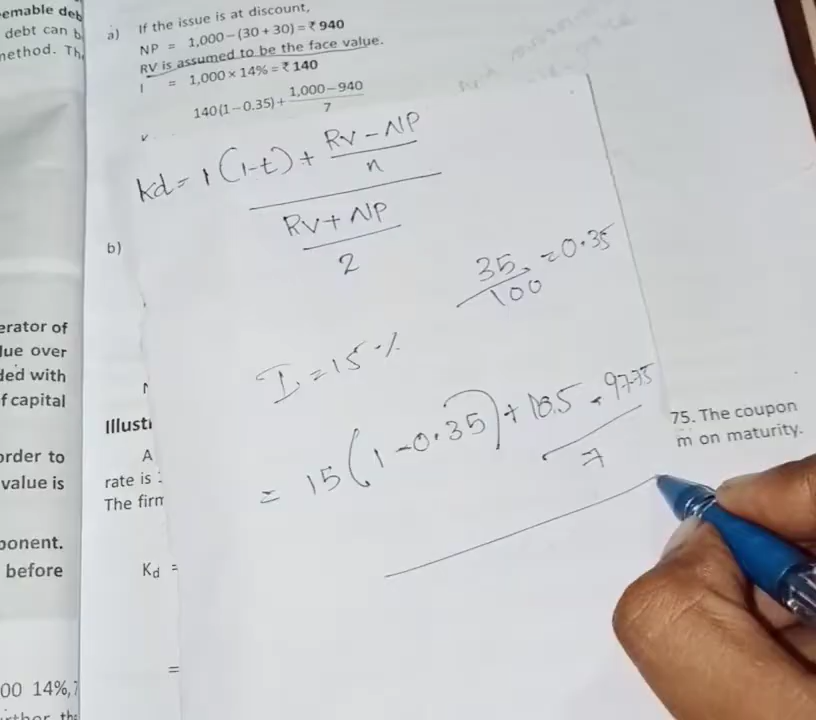 emable deb
debt can b
nethod. Th
a) If the issue is at discount,
NP = 1,000 – (30 + 30) = ₹ 940
RV is assumed to be the face value.
I = 1,000 × 14% = ₹ 140
140 (1 – 0.35) + 1,000 – 940
7
Kd = 1 (1-t) + RV - NP
n
RV + NP
2
b)
35 = 0.35
100
I = 15 %
= 15 (1 - 0.35) + 105 - 97.75
7
erator of
lue over
ded with
f capital
order to
value is
ponent.
before
00 14%,
Illustr
A
rate is
The firm
75. The coupon
m on maturity.
Kd =
=